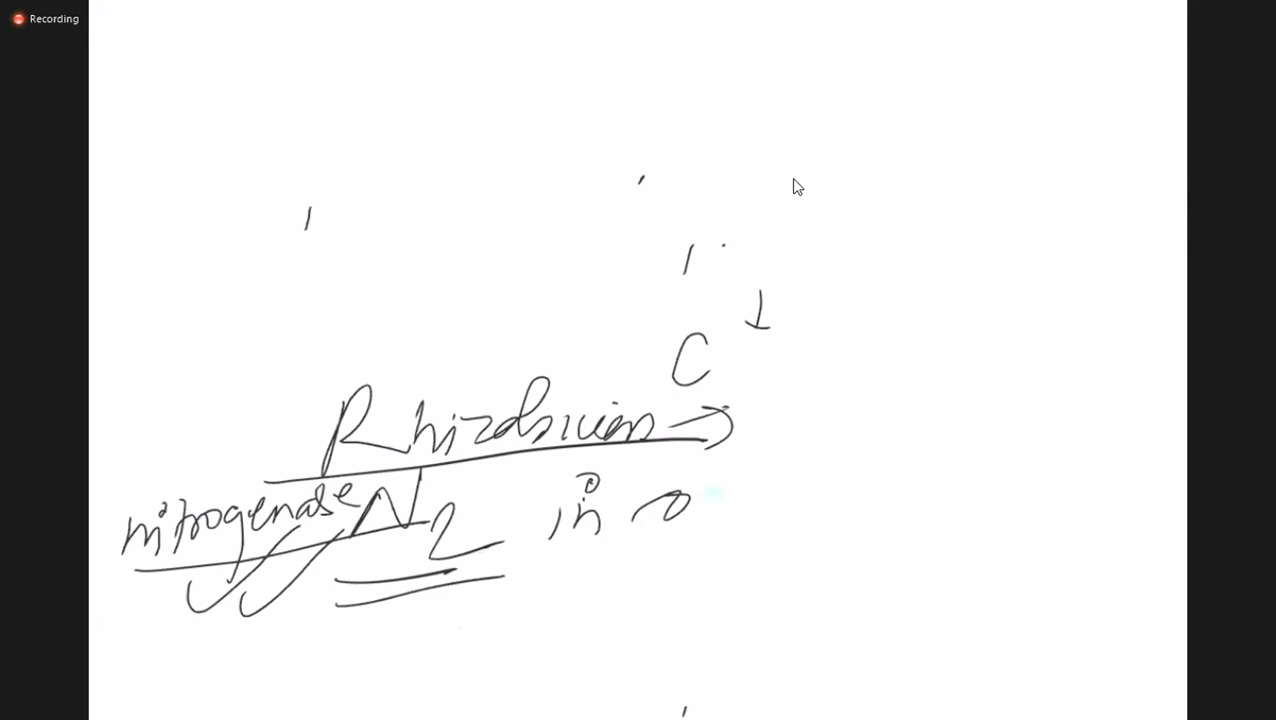 Recording
C
Rhizobium →
nitrogenase N2 in